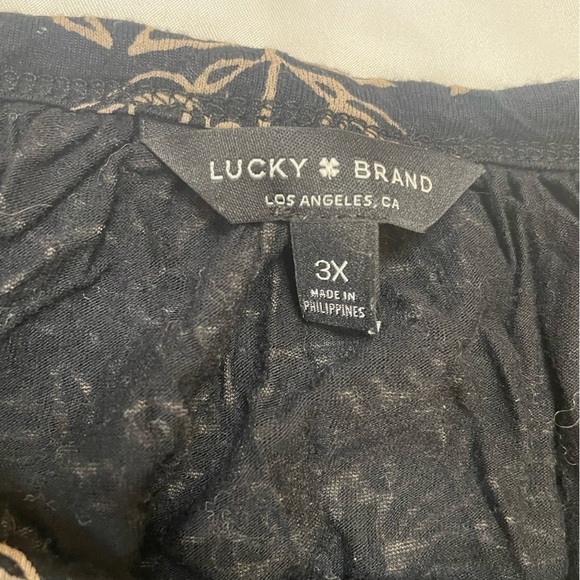 LUCKY BRAND
LOS ANGELES, CA
3X
MADE IN
PHILIPPINES